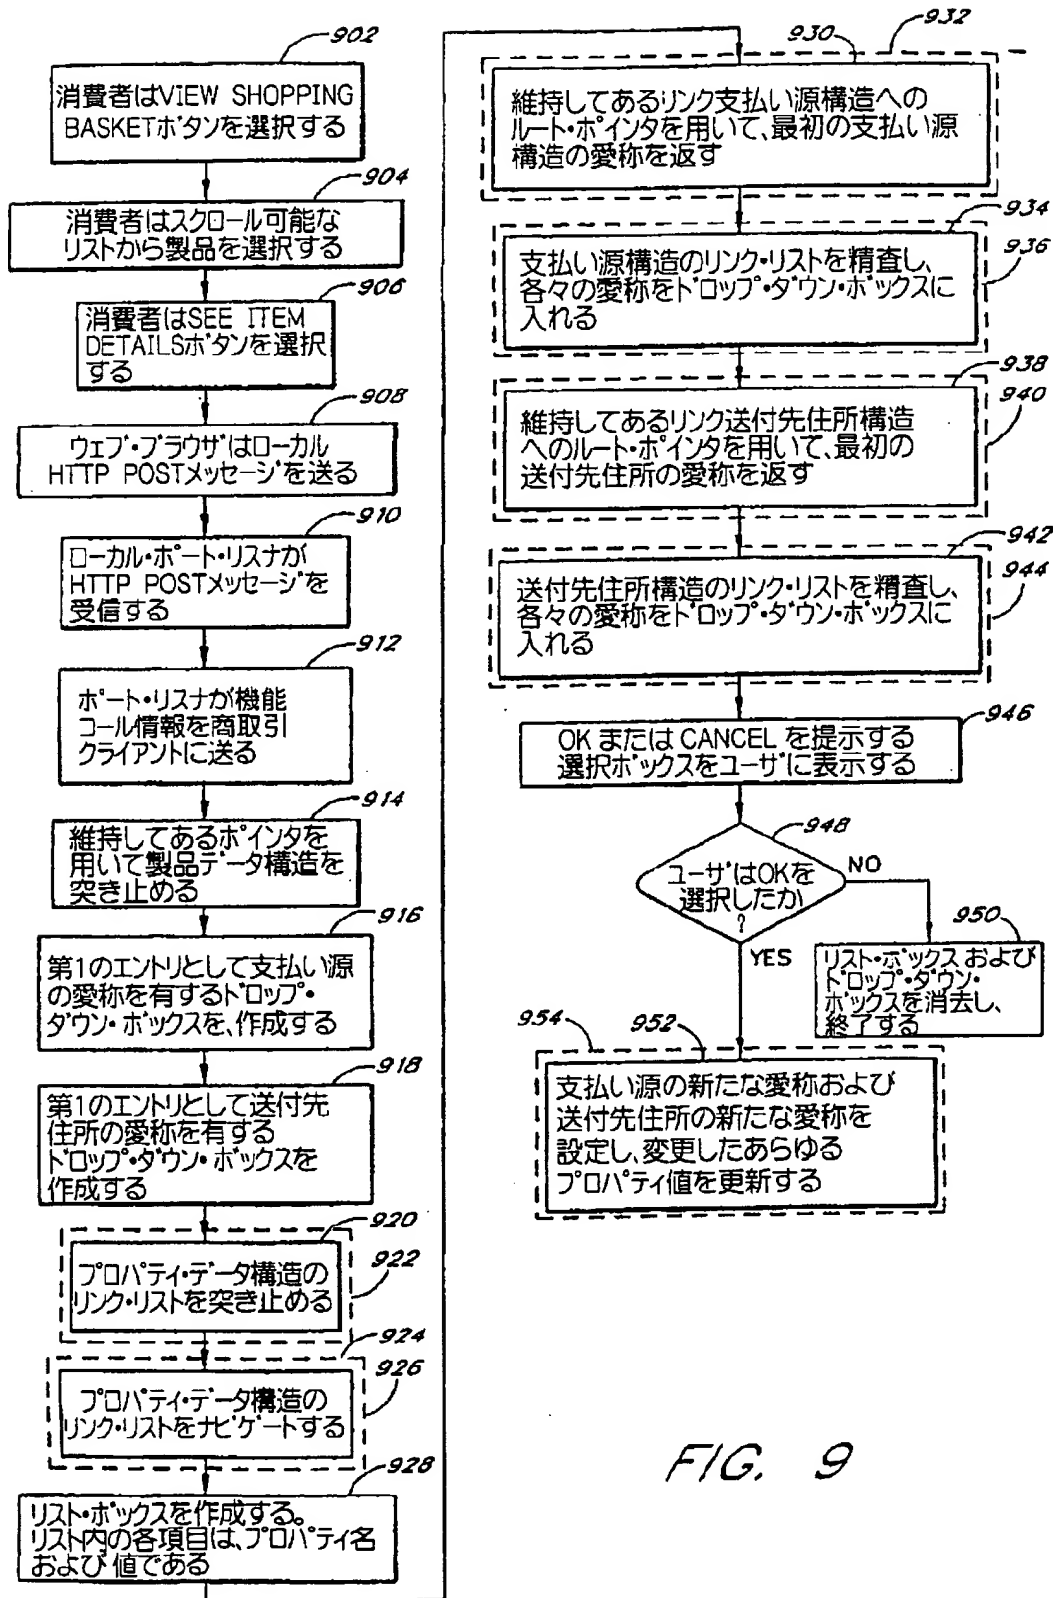 902
消費者はVIEW SHOPPING
BASKETボタンを選択する
904
消費者はスクロール可能な
リストから製品を選択する
906
消費者はSEE ITEM
DETAILSボタンを選択
する
908
ウェブ・ブラウザはローカル
HTTP POSTメッセージを送る
910
ローカル・ポート・リスナが
HTTP POSTメッセージを
受信する
912
ポート・リスナが機能
コール情報を商取引
クライアントに送る
914
維持してあるポインタを
用いて製品データ構造を
突き止める
916
第1のエントリとして支払い源
の愛称を有するドロップ・
ダウン・ボックスを、作成する
918
第1のエントリとして送付先
住所の愛称を有する
ドロップ・ダウン・ボックスを
作成する
920
922
プロパティ・データ構造の
リンク・リストを突き止める
924
926
プロパティ・データ構造の
リンク・リストをナビゲートする
928
リスト・ボックスを作成する。
リスト内の各項目は、プロパティ名
および値である
930
932
維持してあるリンク支払い源構造への
ルート・ポインタを用いて、最初の支払い源
構造の愛称を返す
934
936
支払い源構造のリンク・リストを精査し、
各々の愛称をドロップ・ダウン・ボックスに
入れる
938
940
維持してあるリンク送付先住所構造
へのルート・ポインタを用いて、最初の
送付先住所の愛称を返す
942
944
送付先住所構造のリンク・リストを精査し、
各々の愛称をドロップ・ダウン・ボックスに
入れる
946
OK または CANCEL を提示する
選択ボックスをユーザに表示する
948
ユーザはOKを
選択したか
?
NO
YES
950
リスト・ボックス および
ドロップ・ダウン・
ボックスを消去し、
終了する
954
952
支払い源の新たな愛称および
送付先住所の新たな愛称を
設定し、変更したあらゆる
プロパティ値を更新する
FIG. 9